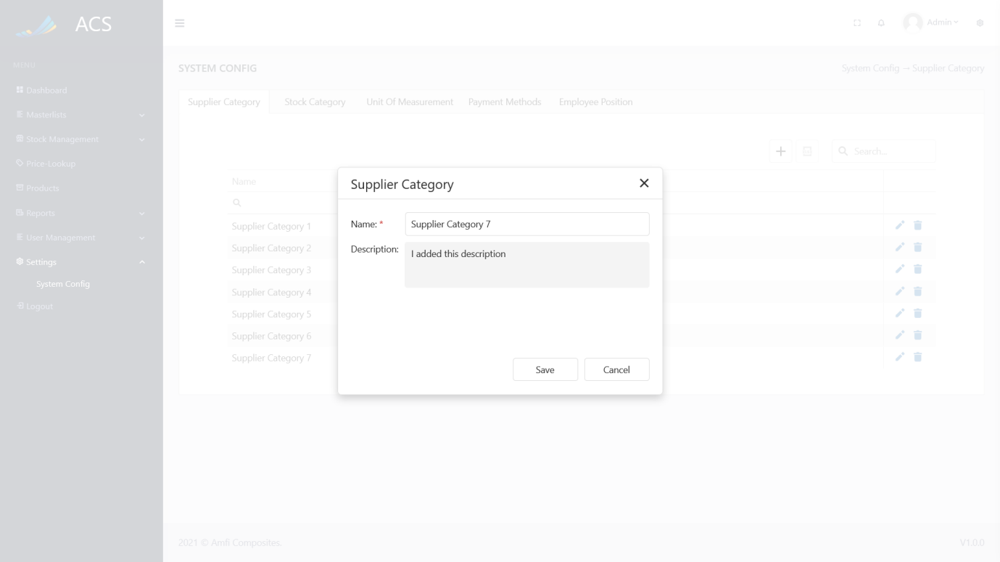 ACS
Admin
MENU
SYSTEM CONFIG
System Config → Supplier Category
Dashboard
Supplier Category Stock Category Unit Of Measurement Payment Methods Employee Position
Masterlists
Stock Management
Search...
Price-Lookup
Products
Reports
User Management
Settings
System Config
Logout
Name
Supplier Category 1
Supplier Category 2
Supplier Category 3
Supplier Category 4
Supplier Category 5
Supplier Category 6
Supplier Category 7
Supplier Category
Name: * Supplier Category 7
Description: I added this description
Save Cancel
2021 © Amfi Composites.
V1.0.0